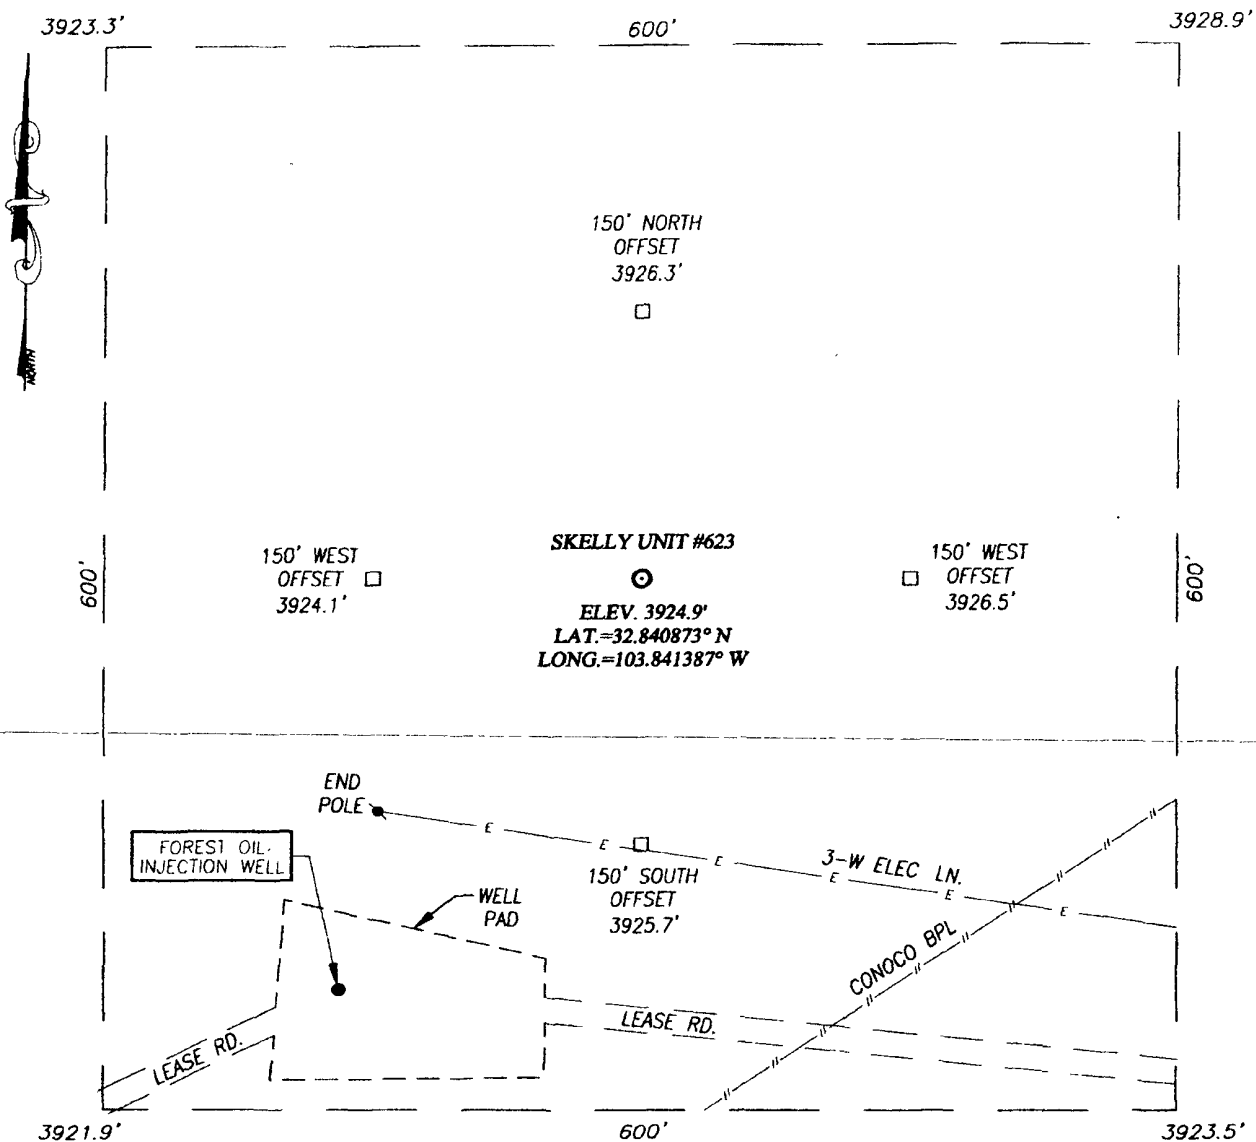 3923.3'
600'
3928.9'
NORTH
150' NORTH
OFFSET
3926.3'
600'
150' WEST
OFFSET
3924.1'
SKELLY UNIT #623
ELEV. 3924.9'
LAT.=32.840873° N
LONG.=103.841387° W
150' WEST
OFFSET
3926.5'
600'
END
POLE
E E E E E E
3-W ELEC LN.
FOREST OIL
INJECTION WELL
WELL
PAD
150' SOUTH
OFFSET
3925.7'
CONOCO BPL
LEASE RD.
LEASE RD.
3921.9'
600'
3923.5'